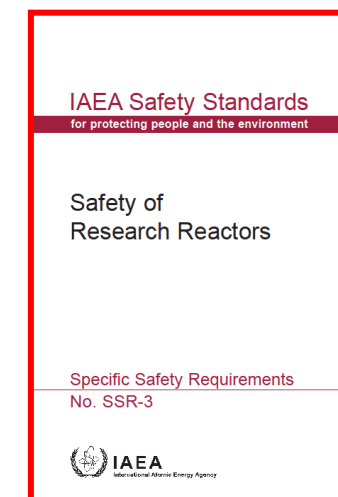 IAEA Safety Standards
for protecting people and the environment
Safety of
Research Reactors
Specific Safety Requirements
No. SSR-3
IAEA
International Atomic Energy Agency